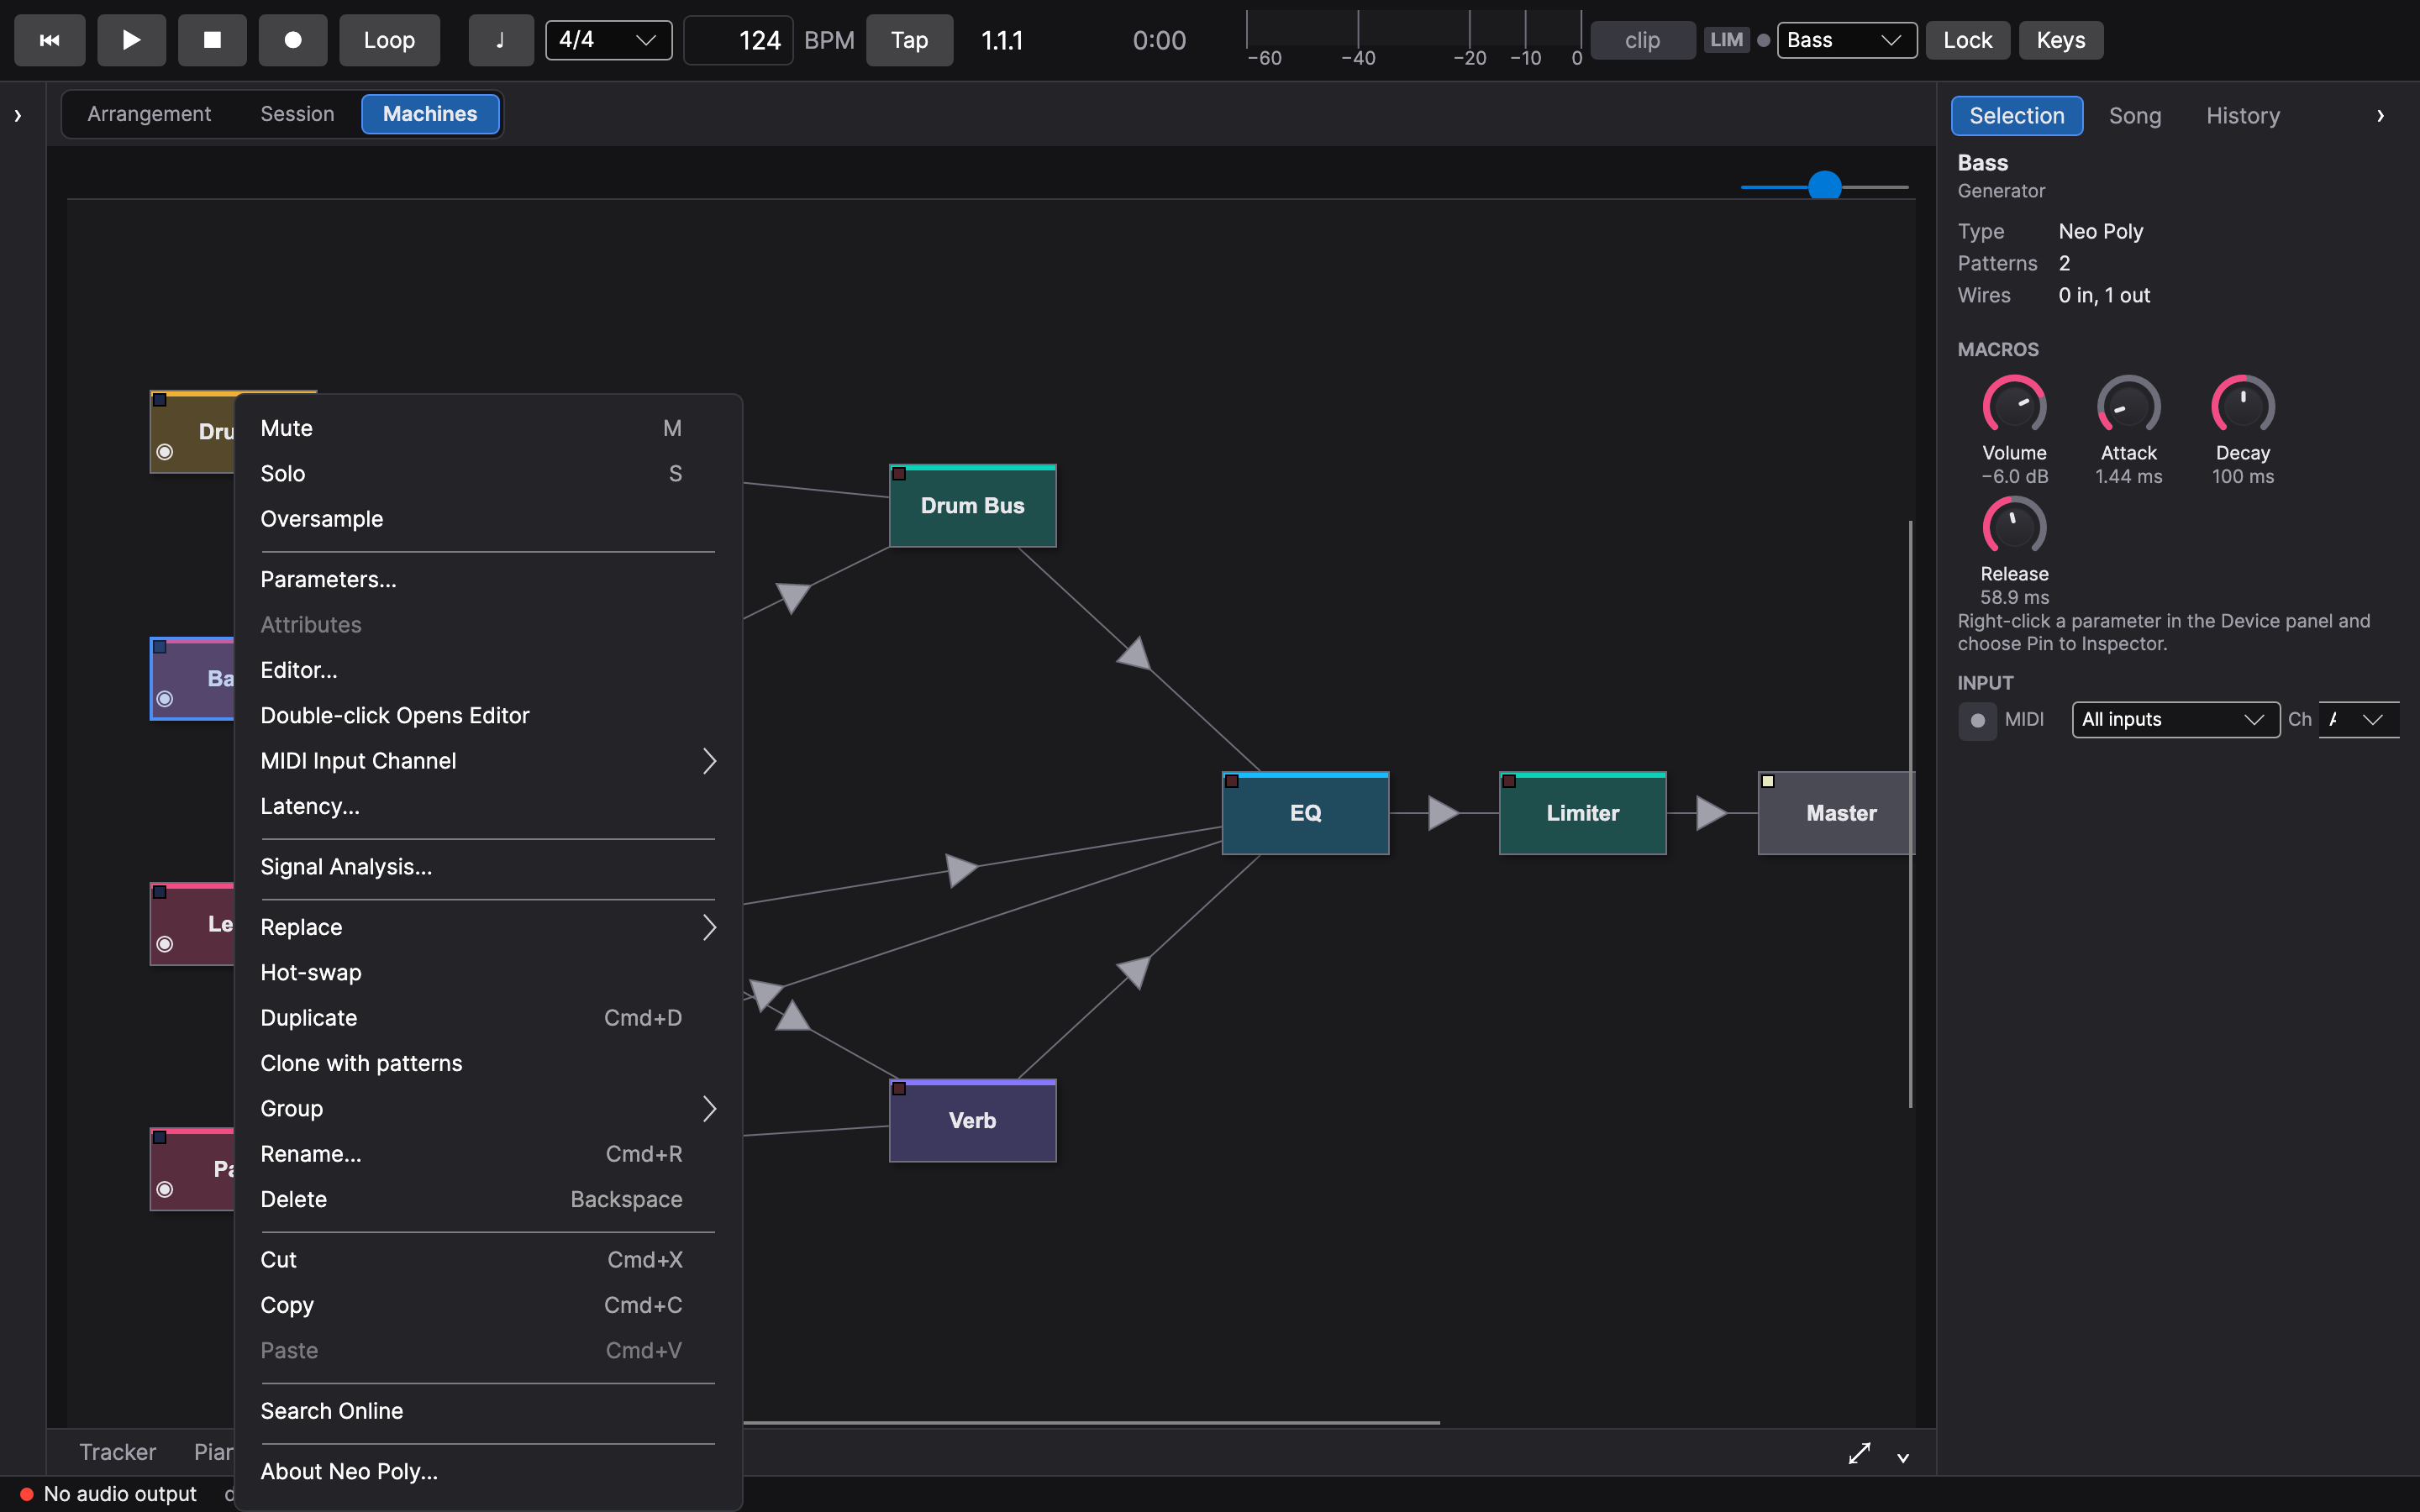 Loop
4/4
124
BPM
Tap
1.1.1
0:00
-60
-40
-20
-10
0
clip
LIM
Bass
Lock
Keys
Arrangement
Session
Machines
Selection
Song
History
Bass
Generator
Type Neo Poly
Patterns 2
Wires 0 in, 1 out
MACROS
Volume
Attack
Decay
−6.0 dB
1.44 ms
100 ms
Release
58.9 ms
Right-click a parameter in the Device panel and
choose Pin to Inspector.
INPUT
MIDI
All inputs
Ch
Mute M
Solo S
Oversample
Parameters...
Attributes
Editor...
Double-click Opens Editor
MIDI Input Channel
Latency...
Signal Analysis...
Replace
Hot-swap
Duplicate Cmd+D
Clone with patterns
Group
Rename... Cmd+R
Delete Backspace
Cut Cmd+X
Copy Cmd+C
Paste Cmd+V
Search Online
About Neo Poly...
Drum Bus
EQ
Limiter
Master
Verb
Tracker
No audio output